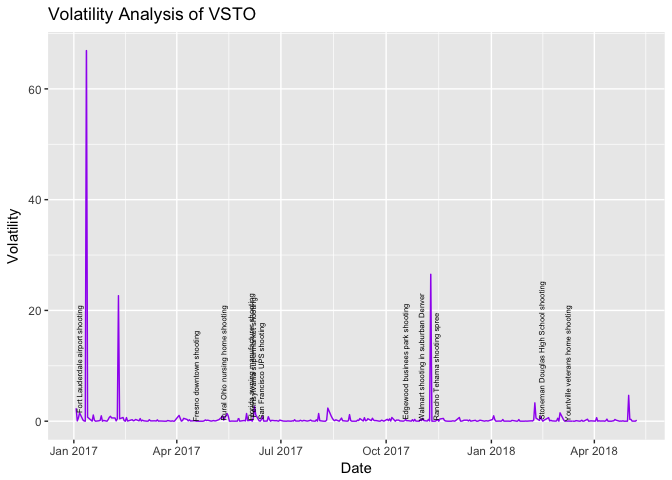 Volatility Analysis of VSTO
60
40
20
0
Volatility
Fort Lauderdale airport shooting
Fresno downtown shooting
Rural Ohio nursing home shooting
San Francisco UPS shooting
Edgewood businees park shooting
Walmart shooting in suburban Denver
Rancho Tehama shooting spree
Stoneman Douglas High School shooting
Yountville veterans home shooting
Jan 2017
Apr 2017
Jul 2017
Oct 2017
Jan 2018
Apr 2018
Date